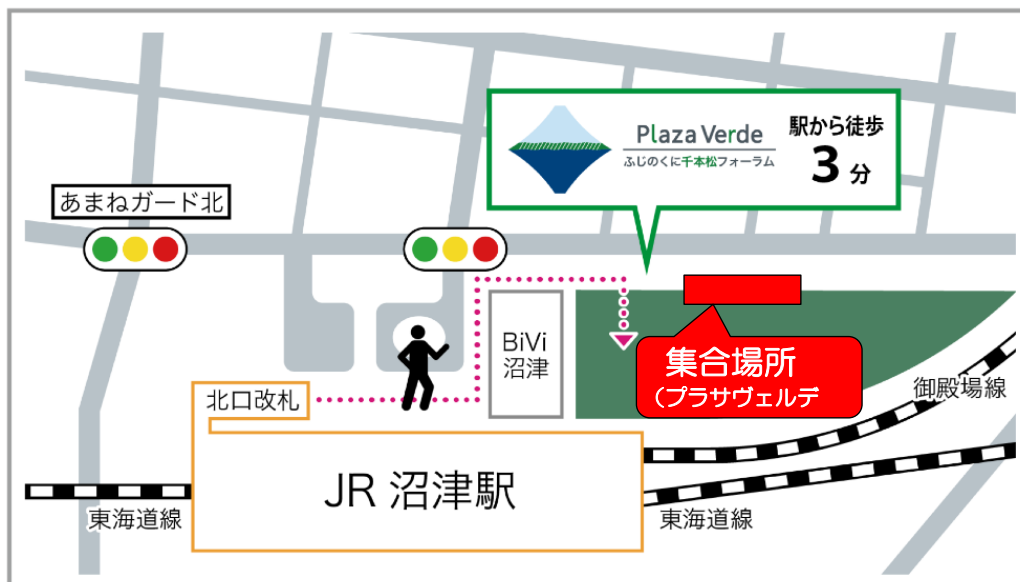 Plaza Verde
ふじのくに千本松フォーラム
駅から徒歩
3分
あまねガード北
BiVi
沼津
集合場所
（プラサヴェルデ
御殿場線
北口改札
JR 沼津駅
東海道線
東海道線